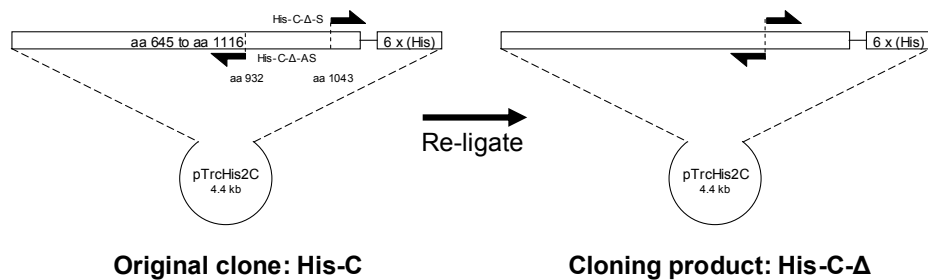 His-C-Δ-S
aa 645 to aa 1116
6 x (His)
His-C-Δ-AS
aa 932
aa 1043
pTrcHis2C
4.4 kb
Original clone: His-C
Re-ligate
6 x (His)
pTrcHis2C
4.4 kb
Cloning product: His-C-Δ